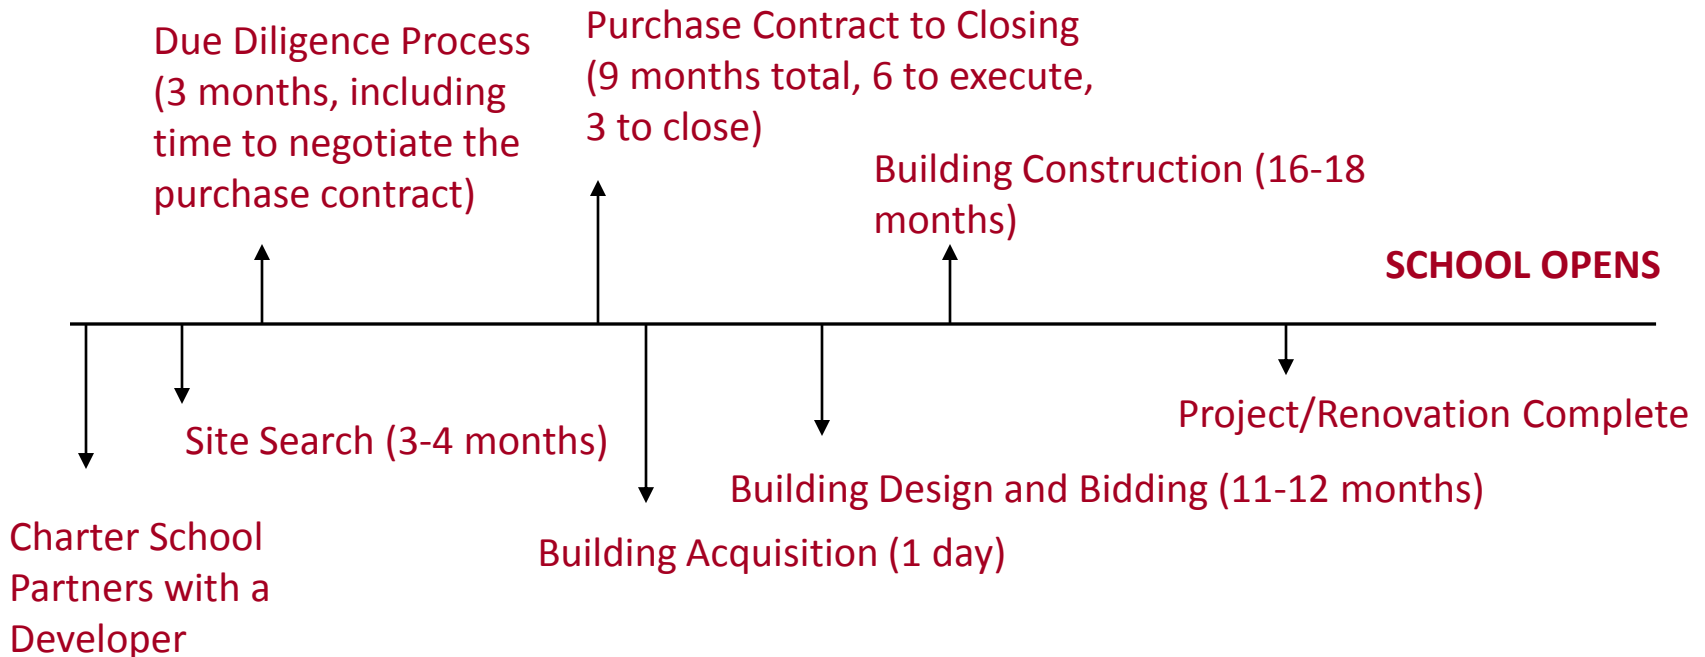 Due Diligence Process
(3 months, including
time to negotiate the
purchase contract)
Purchase Contract to Closing
(9 months total, 6 to execute,
3 to close)
Building Construction (16-18
months)
SCHOOL OPENS
Site Search (3-4 months)
Project/Renovation Complete
Building Design and Bidding (11-12 months)
Charter School
Partners with a
Developer
Building Acquisition (1 day)